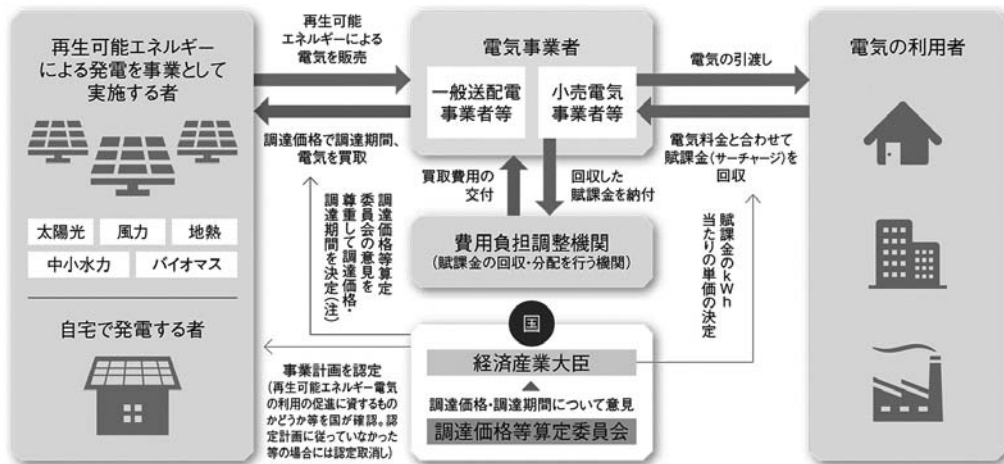 再生可能エネルギー
による発電を事業として
実施する者
太陽光
風力
地熱
中小水力
バイオマス
自宅で発電する者
再生可能
エネルギーによる
電気を販売
調達価格で調達期間、
電気を買取
電気事業者
一般送配電
事業者等
小売電気
事業者等
買取費用の
交付
回収した
賦課金を納付
費用負担調整機関
(賦課金の回収・分配を行う機関)
電気の引渡し
電気料金と合わせて
賦課金(サーチャージ)を
回収
電気の利用者
調達価格等算定
委員会の意見を
尊重して調達価格・
調達期間を決定(注)
賦課金のkWh
当たりの単価の決定
国
経済産業大臣
調達価格・調達期間について意見
調達価格等算定委員会
事業計画を認定
(再生可能エネルギー電気
の利用の促進に資するもの
かどうか等を国が確認。認
定計画に従っていなかった
等の場合には認定取消し)